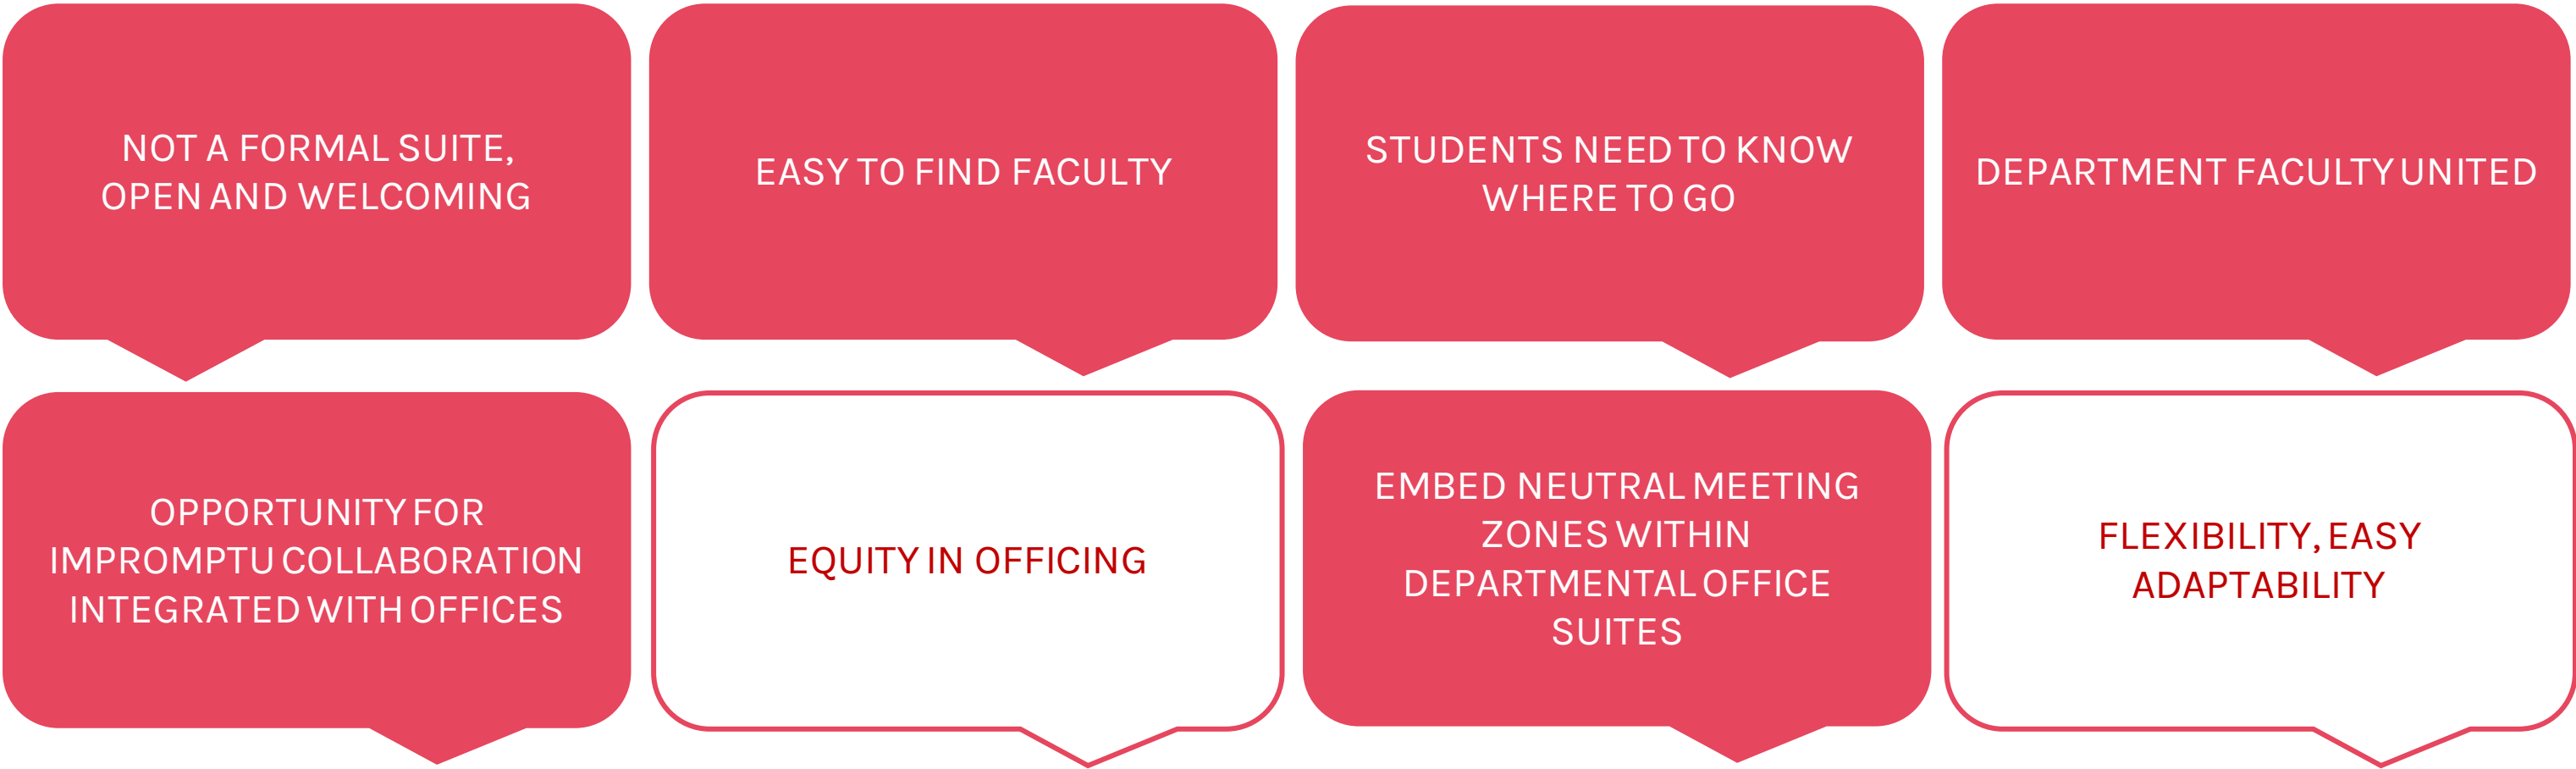 NOT A FORMAL SUITE,
OPEN AND WELCOMING
EASY TO FIND FACULTY
STUDENTS NEED TO KNOW
WHERE TO GO
DEPARTMENT FACULTY UNITED
OPPORTUNITY FOR
IMPROMPTU COLLABORATION
INTEGRATED WITH OFFICES
EQUITY IN OFFICING
EMBED NEUTRAL MEETING
ZONES WITHIN
DEPARTMENTAL OFFICE
SUITES
FLEXIBILITY, EASY
ADAPTABILITY